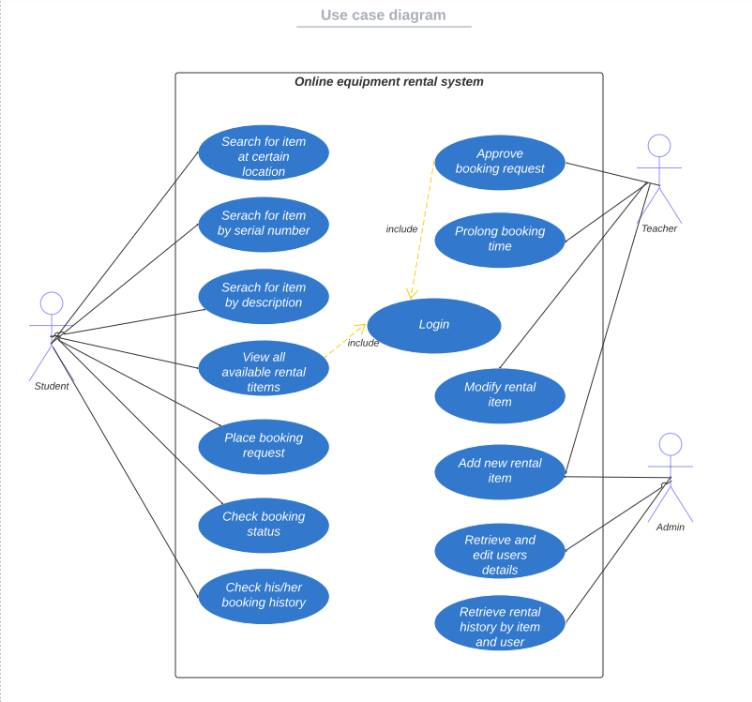 Use case diagram
Online equipment rental system
Search for item
at certain
location
Serach for item
by serial number
Serach for item
by description
View all
available rental
titems
Place booking
request
Check booking
status
Check his/her
booking history
Approve
booking request
Prolong booking
time
include
Login
include
Modify rental
item
Add new rental
item
Retrieve and
edit users
details
Retrieve rental
history by item
and user
Student
Teacher
Admin